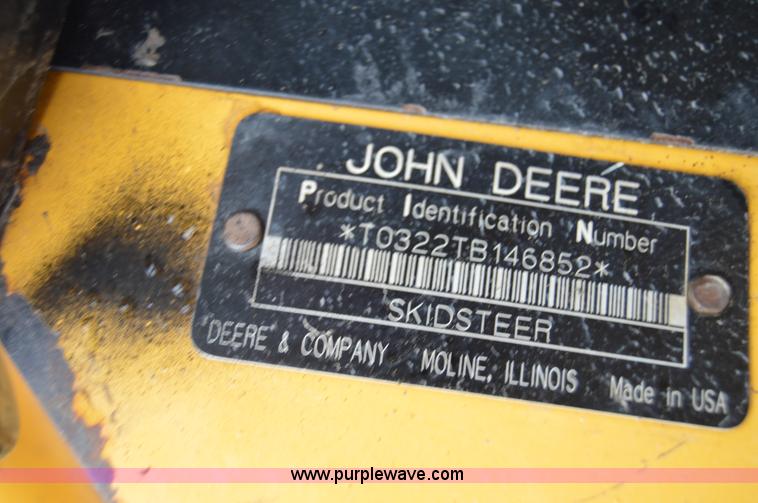 JOHN DEERE
Product Identification Number
*T0322TB146852*
SKIDSTEER
DEERE & COMPANY MOLINE, ILLINOIS Made in USA
www.purplewave.com